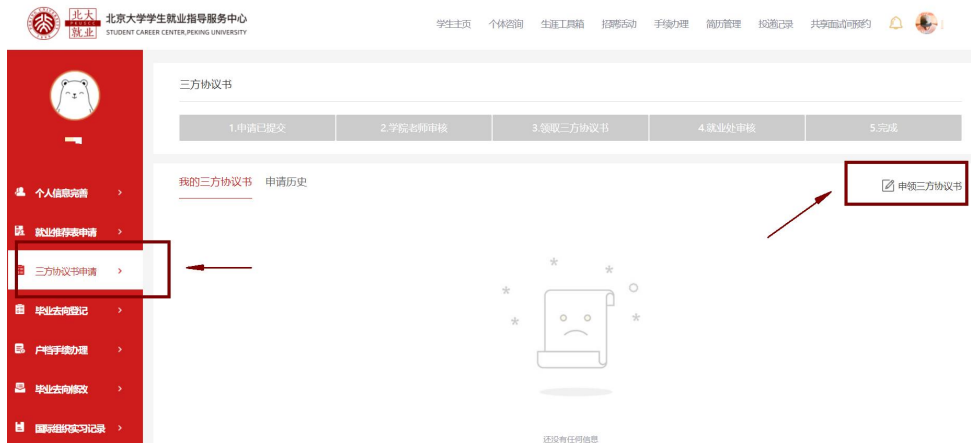 北大
就业
PKUSCC
北京大学学生就业指导服务中心
STUDENT CAREER CENTER,PEKING UNIVERSITY
学生主页 个体咨询 生涯工具箱 招聘活动 手续办理 简历管理 投递记录 共享面试间预约
三方协议书
1.申请已提交 2.学院老师审核 3.领取三方协议书 4.就业处审核 5.完成
我的三方协议书 申请历史 申领三方协议书
个人信息完善
就业推荐表申请
三方协议书申请
毕业去向登记
户档手续办理
毕业去向修改
国际组织实习记录
还没有任何信息